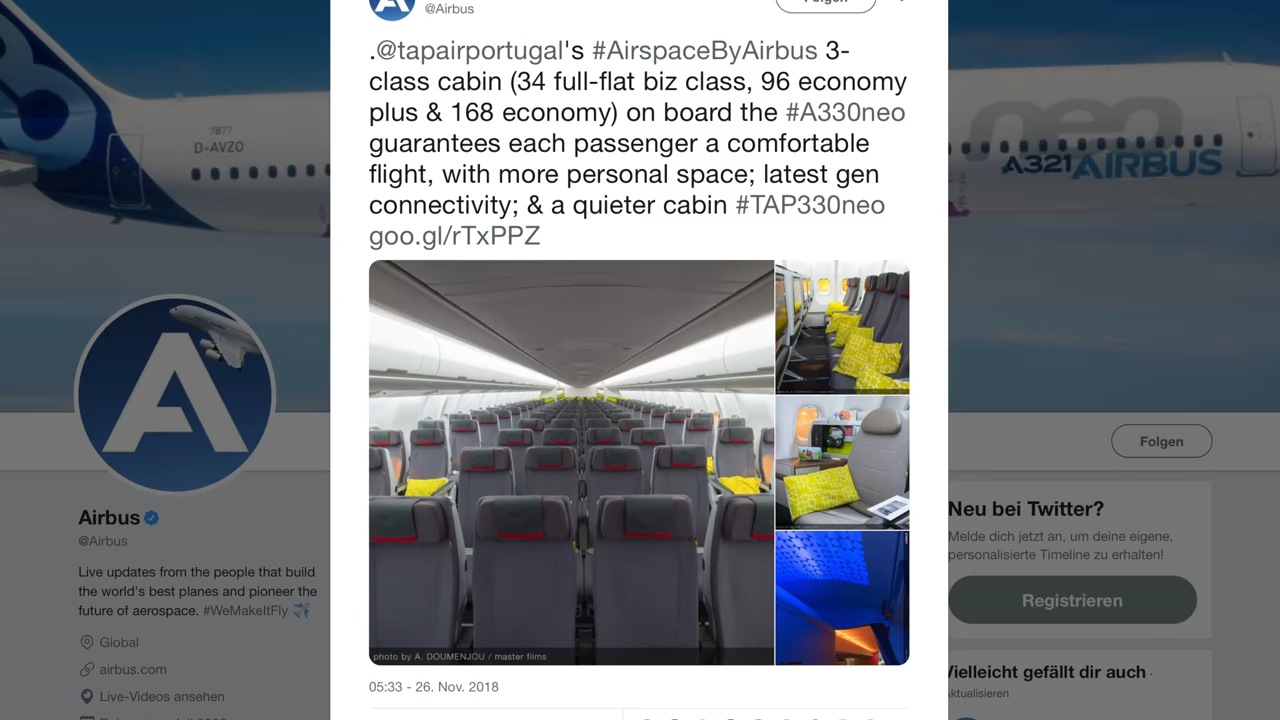 @Airbus
Folgen
.@tapairportugal's #AirspaceByAirbus 3-
class cabin (34 full-flat biz class, 96 economy
plus & 168 economy) on board the #A330neo
guarantees each passenger a comfortable
flight, with more personal space; latest gen
connectivity; & a quieter cabin #TAP330neo
goo.gl/rTxPPZ
photo by A. DOUMENJOU / master films
05:33 - 26. Nov. 2018
7877
D-AVZO
neo
A321 AIRBUS
A
Airbus
@Airbus
Live updates from the people that build
the world's best planes and pioneer the
future of aerospace. #WeMakeItFly
Global
airbus.com
Live-Videos ansehen
Folgen
Neu bei Twitter?
Melde dich jetzt an, um deine eigene,
personalisierte Timeline zu erhalten!
Registrieren
Vielleicht gefällt dir auch ·
Aktualisieren